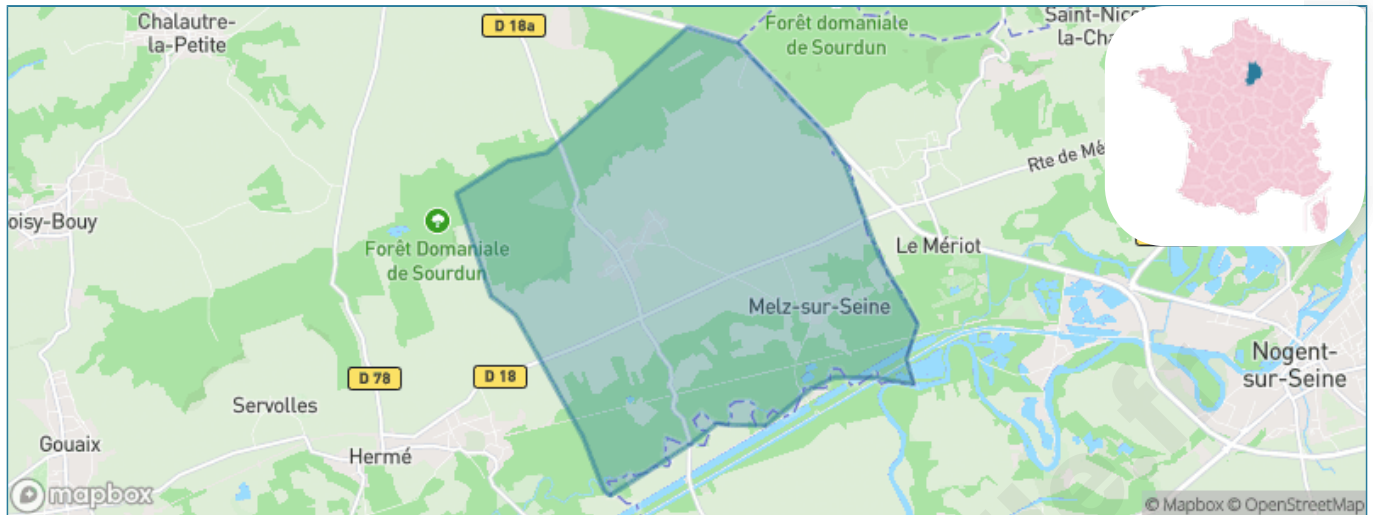 Chalautre-
la-Petite
D 18a
Forêt domaniale
de Sourdun
Saint-Nic
la-Cha
Rte de Mé
oisy-Bouy
Forêt Domaniale
de Sourdun
Le Mériot
Melz-sur-Seine
D 78
D 18
Nogent-
sur-Seine
Servolles
Gouaix
Hermé
mapbox
© Mapbox © OpenStreetMap